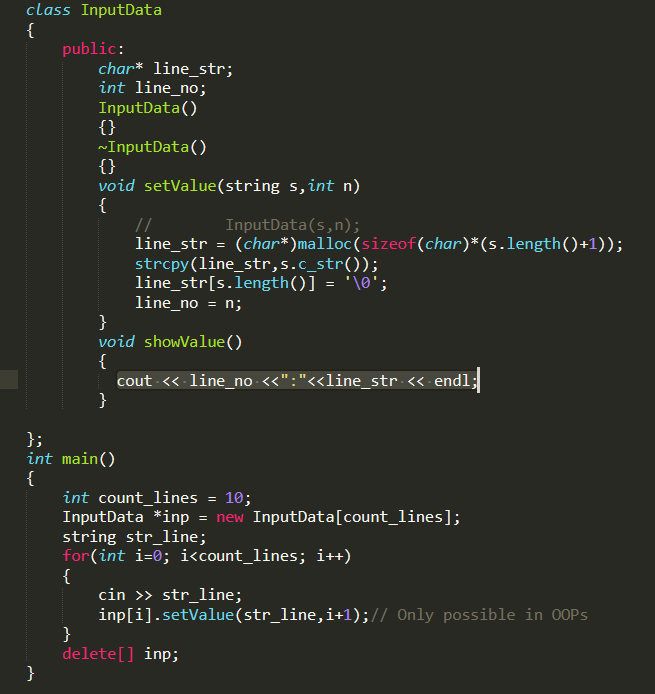 class InputData
{
    public:
        char* line_str;
        int line_no;
        InputData()
        {}
        ~InputData()
        {}
        void setValue(string s,int n)
        {
            //        InputData(s,n);
            line_str = (char*)malloc(sizeof(char)*(s.length()+1));
            strcpy(line_str,s.c_str());
            line_str[s.length()] = '\0';
            line_no = n;
        }
        void showValue()
        {
          cout << line_no <<":"<<line_str << endl;
        }

};
int main()
{
    int count_lines = 10;
    InputData *inp = new InputData[count_lines];
    string str_line;
    for(int i=0; i<count_lines; i++)
    {
        cin >> str_line;
        inp[i].setValue(str_line,i+1);// Only possible in OOPs
    }
    delete[] inp;
}